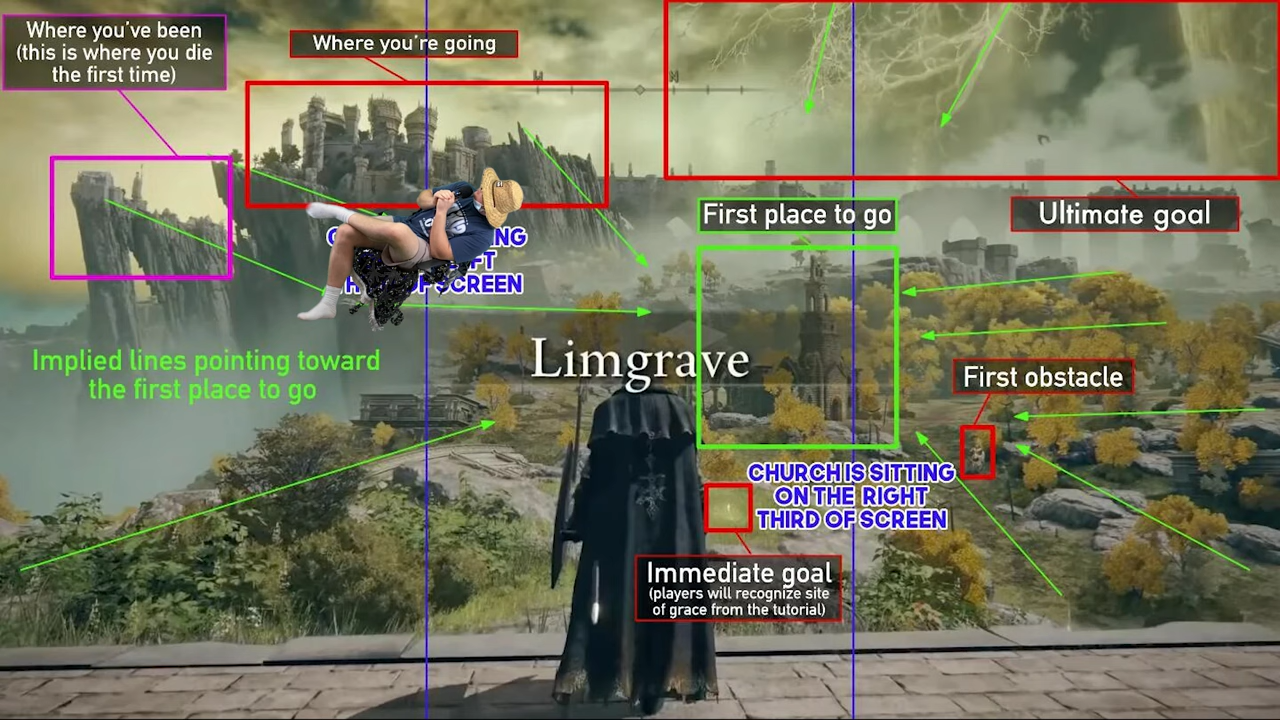 Where you've been
(this is where you die
the first time)
Where you're going
First place to go
Ultimate goal
OF SCREEN
Implied lines pointing toward
the first place to go
Limgrave
First obstacle
CHURCH IS SITTING
ON THE RIGHT
THIRD OF SCREEN
Immediate goal
(players will recognize site
of grace from the tutorial)